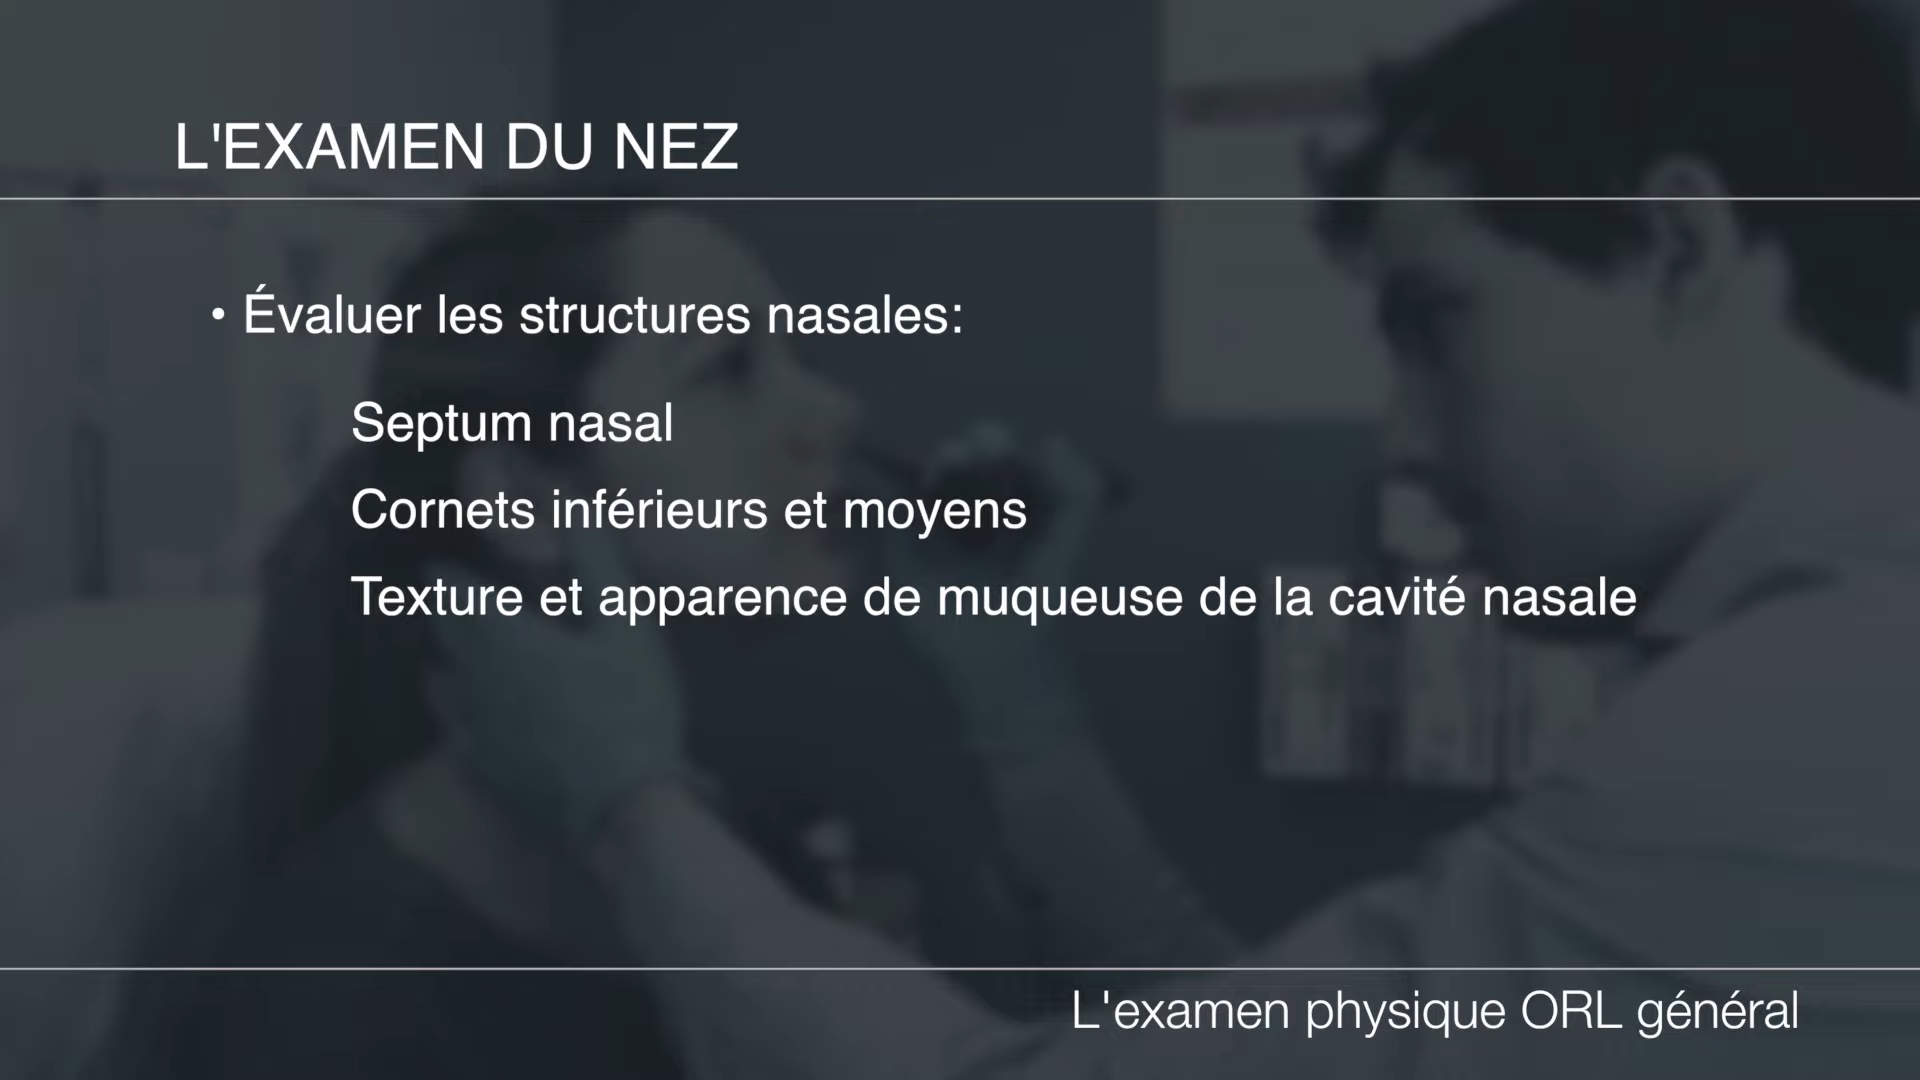 L'EXAMEN DU NEZ
• Évaluer les structures nasales:
Septum nasal
Cornets inférieurs et moyens
Texture et apparence de muqueuse de la cavité nasale
L'examen physique ORL général